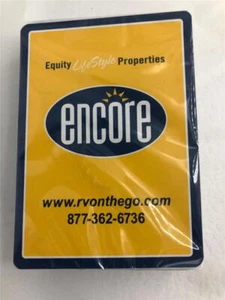 Equity LifeStyle Properties
encore
www.rvonthego.com
877-362-6736